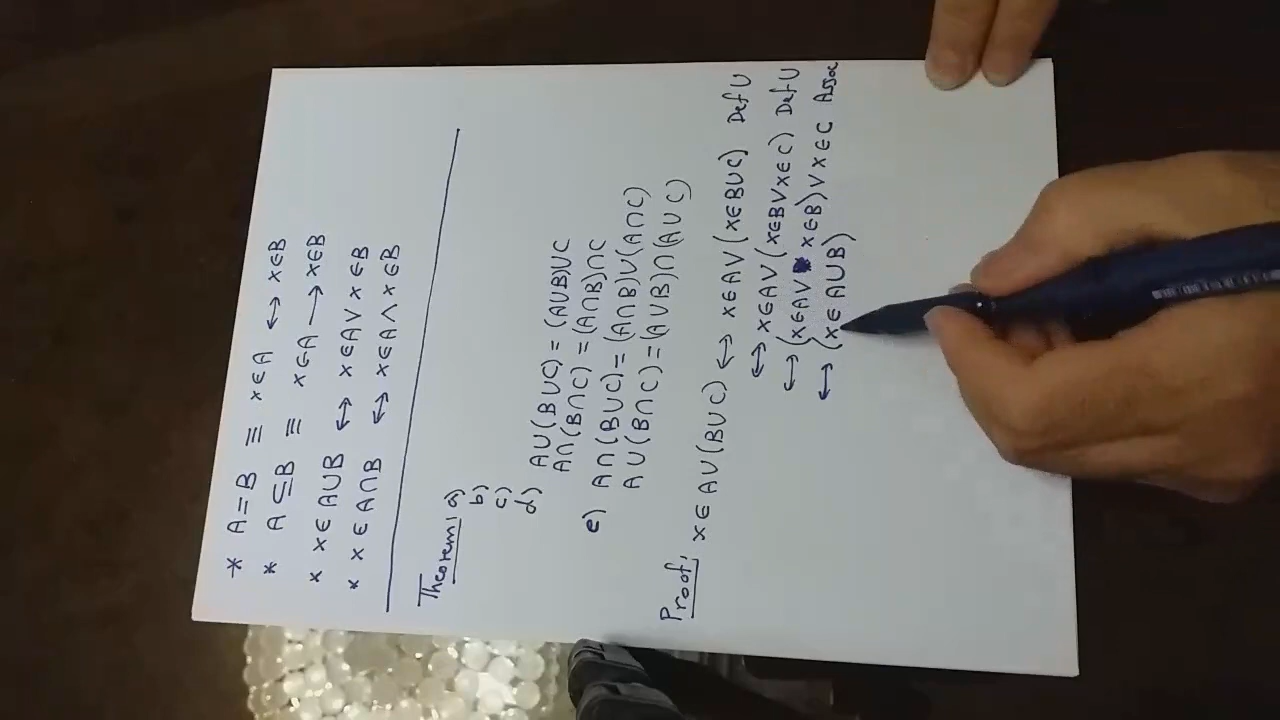 * A=B ≡ x∈A ↔ x∈B
* A⊆B ≡ x∈A → x∈B
* x∈A∪B ↔ x∈A∨x∈B
* x∈A∩B ↔ x∈A∧x∈B
Theorem: a)
b)
c)
d)
A∪(B∪C)=(A∪B)∪C
A∩(B∩C)=(A∩B)∩C
e) A∩(B∪C)=(A∩B)∪(A∩C)
A∪(B∩C)=(A∪B)∩(A∪C)
Proof: x∈A∪(B∪C) ↔ x∈A∨(x∈B∪C) Def∪
↔ x∈A∨(x∈B∨x∈C) Def∪
↔ (x∈A∨x∈B)∨x∈C Assoc
↔ (x∈A∪B)